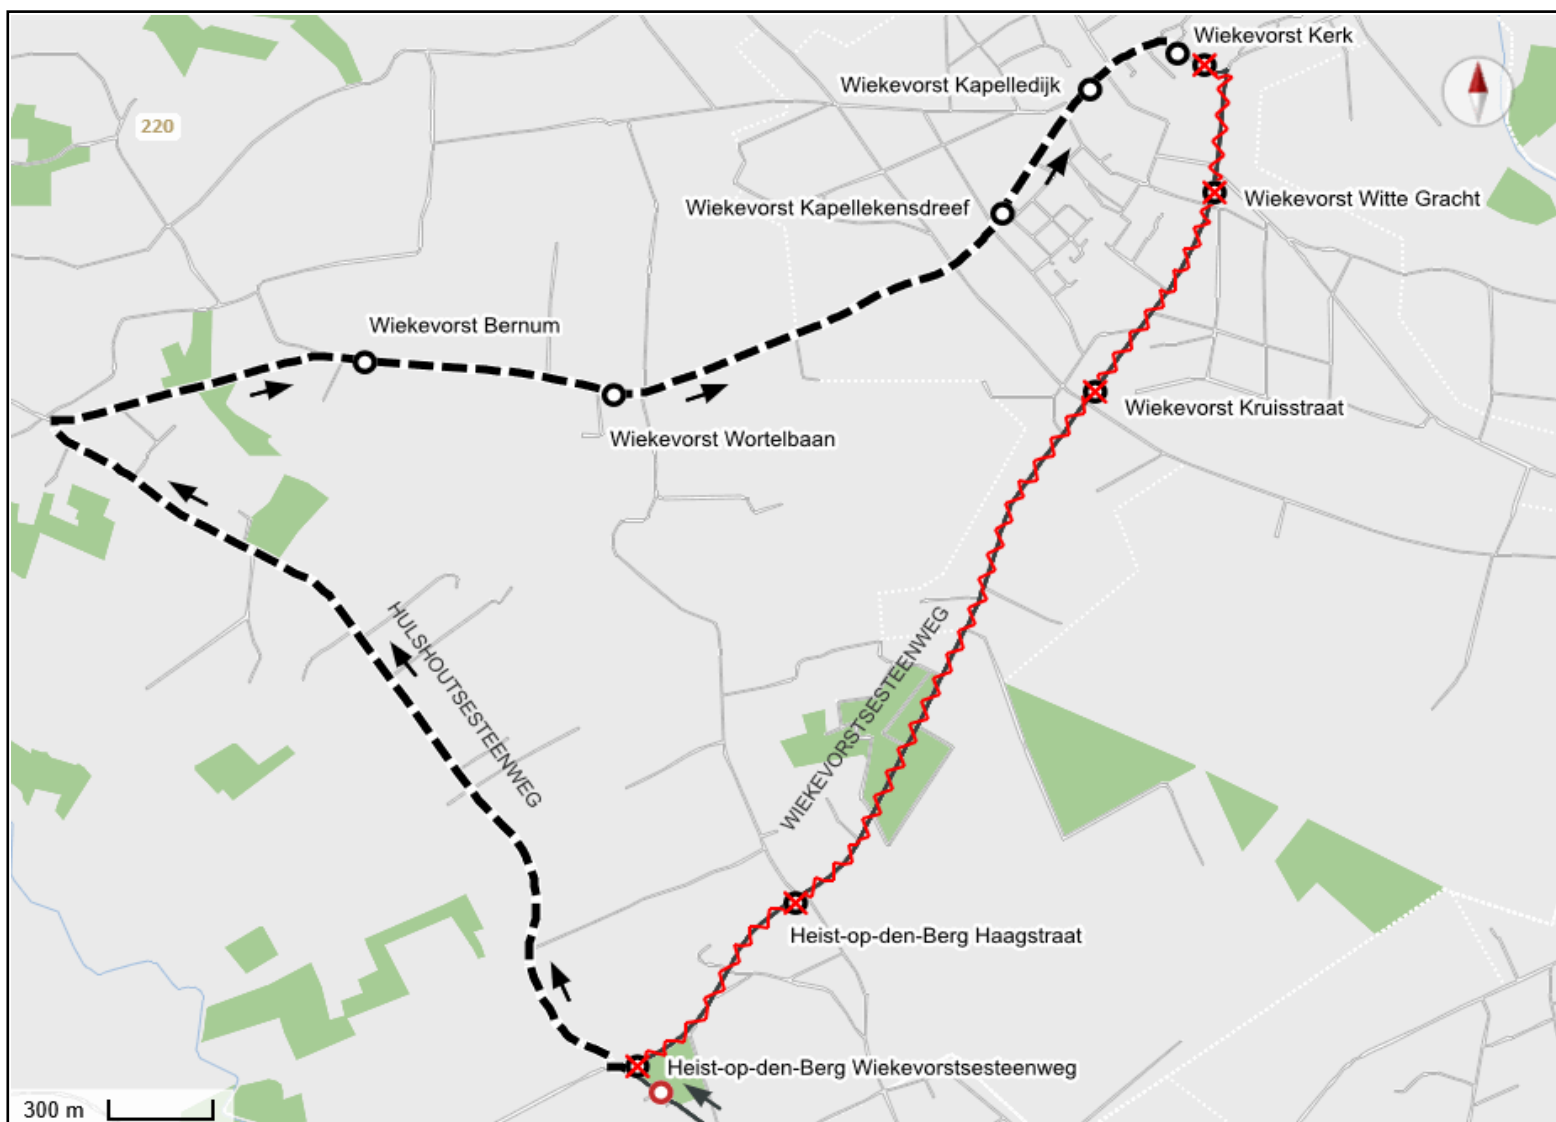 Wiekevorst Kerk
Wiekevorst Kapelledijk
220
Wiekevorst Witte Gracht
Wiekevorst Kapellekensdreef
Wiekevorst Bernum
Wiekevorst Kruisstraat
Wiekevorst Wortelbaan
HULSHOUTSESTEENWEG
WIEKEVORSTSESTEENWEG
Heist-op-den-Berg Haagstraat
Heist-op-den-Berg Wiekevorstsesteenweg
300 m